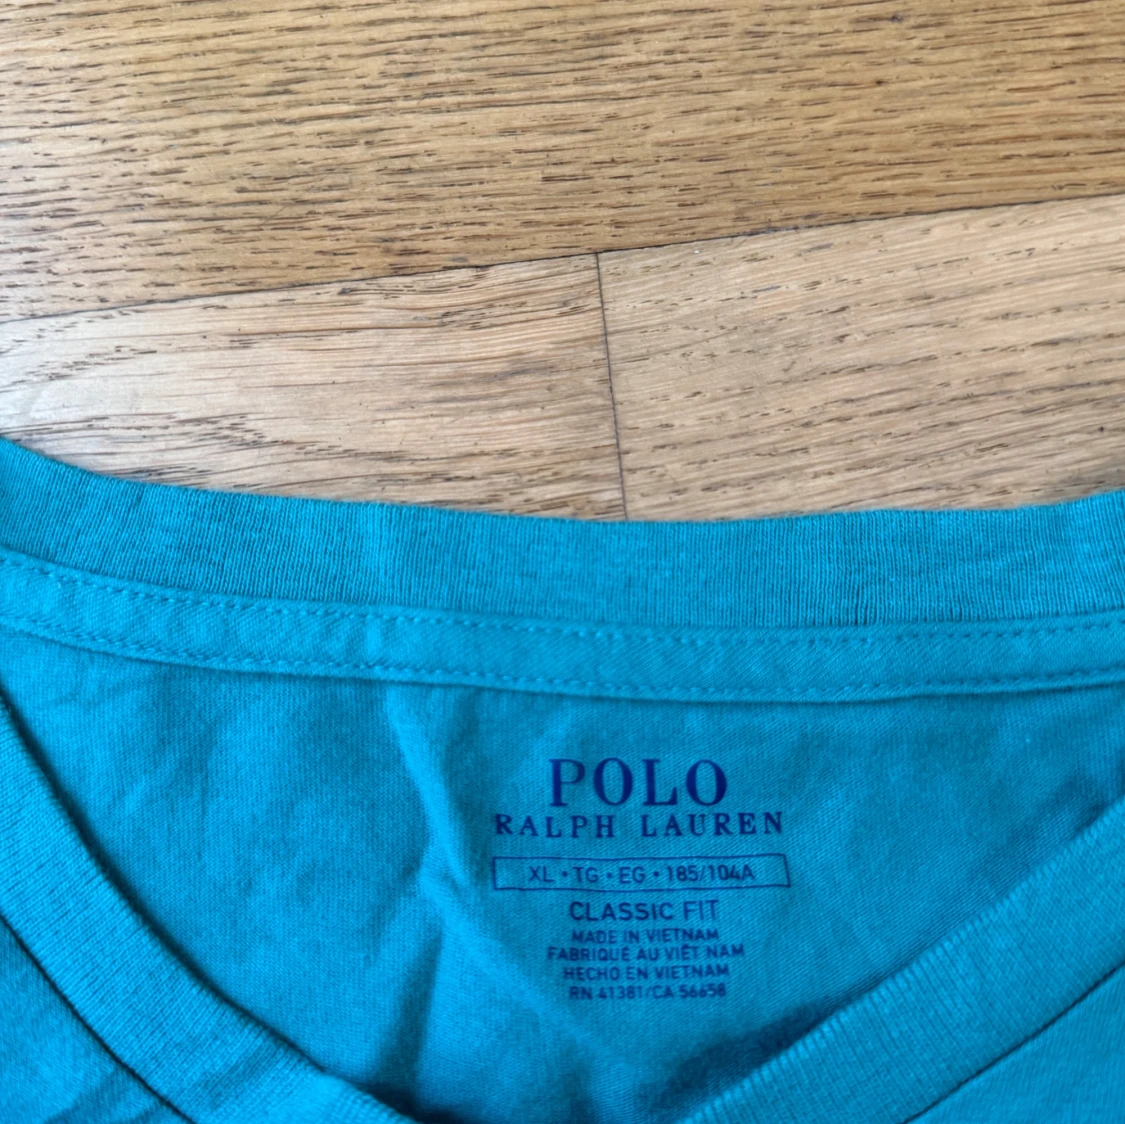 POLO
RALPH LAUREN
XL • TG • EG • 185/104A
CLASSIC FIT
MADE IN VIETNAM
FABRIQUÉ AU VIÊT NAM
HECHO EN VIETNAM
RN 41381/CA 56658